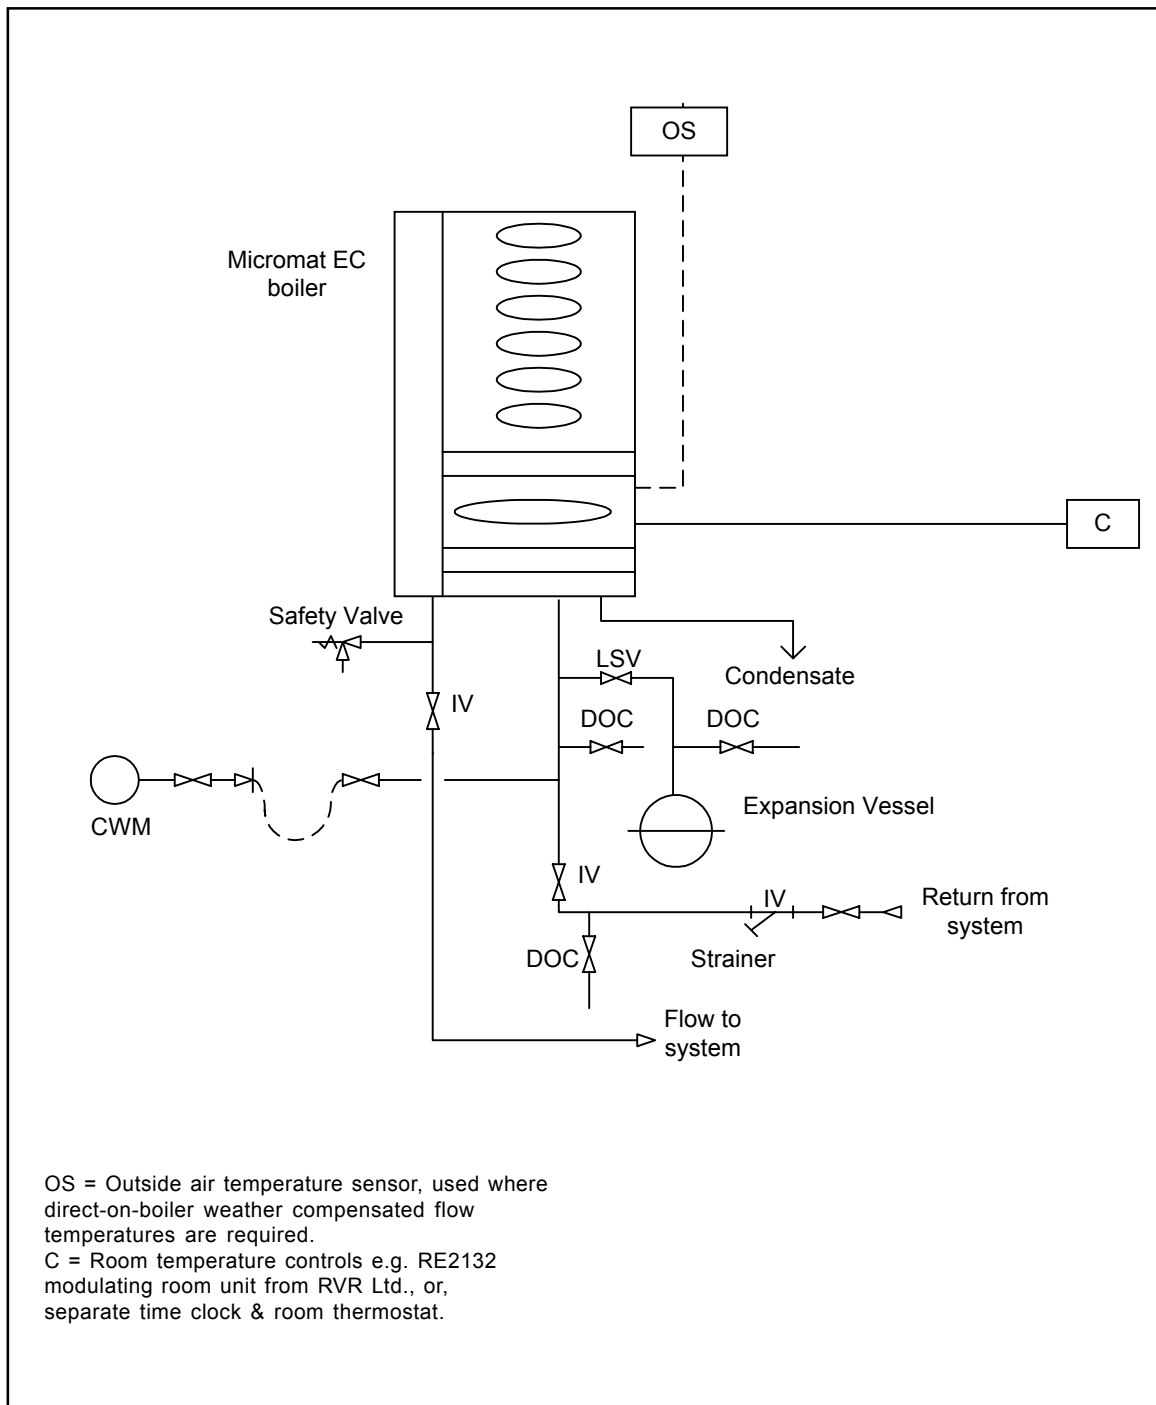 OS
Micromat EC
boiler
C
Safety Valve
LSV
Condensate
IV
DOC
DOC
CWM
Expansion Vessel
IV
IV
Return from
system
DOC
Strainer
Flow to
system
OS = Outside air temperature sensor, used where
direct-on-boiler weather compensated flow
temperatures are required.
C = Room temperature controls e.g. RE2132
modulating room unit from RVR Ltd., or,
separate time clock & room thermostat.